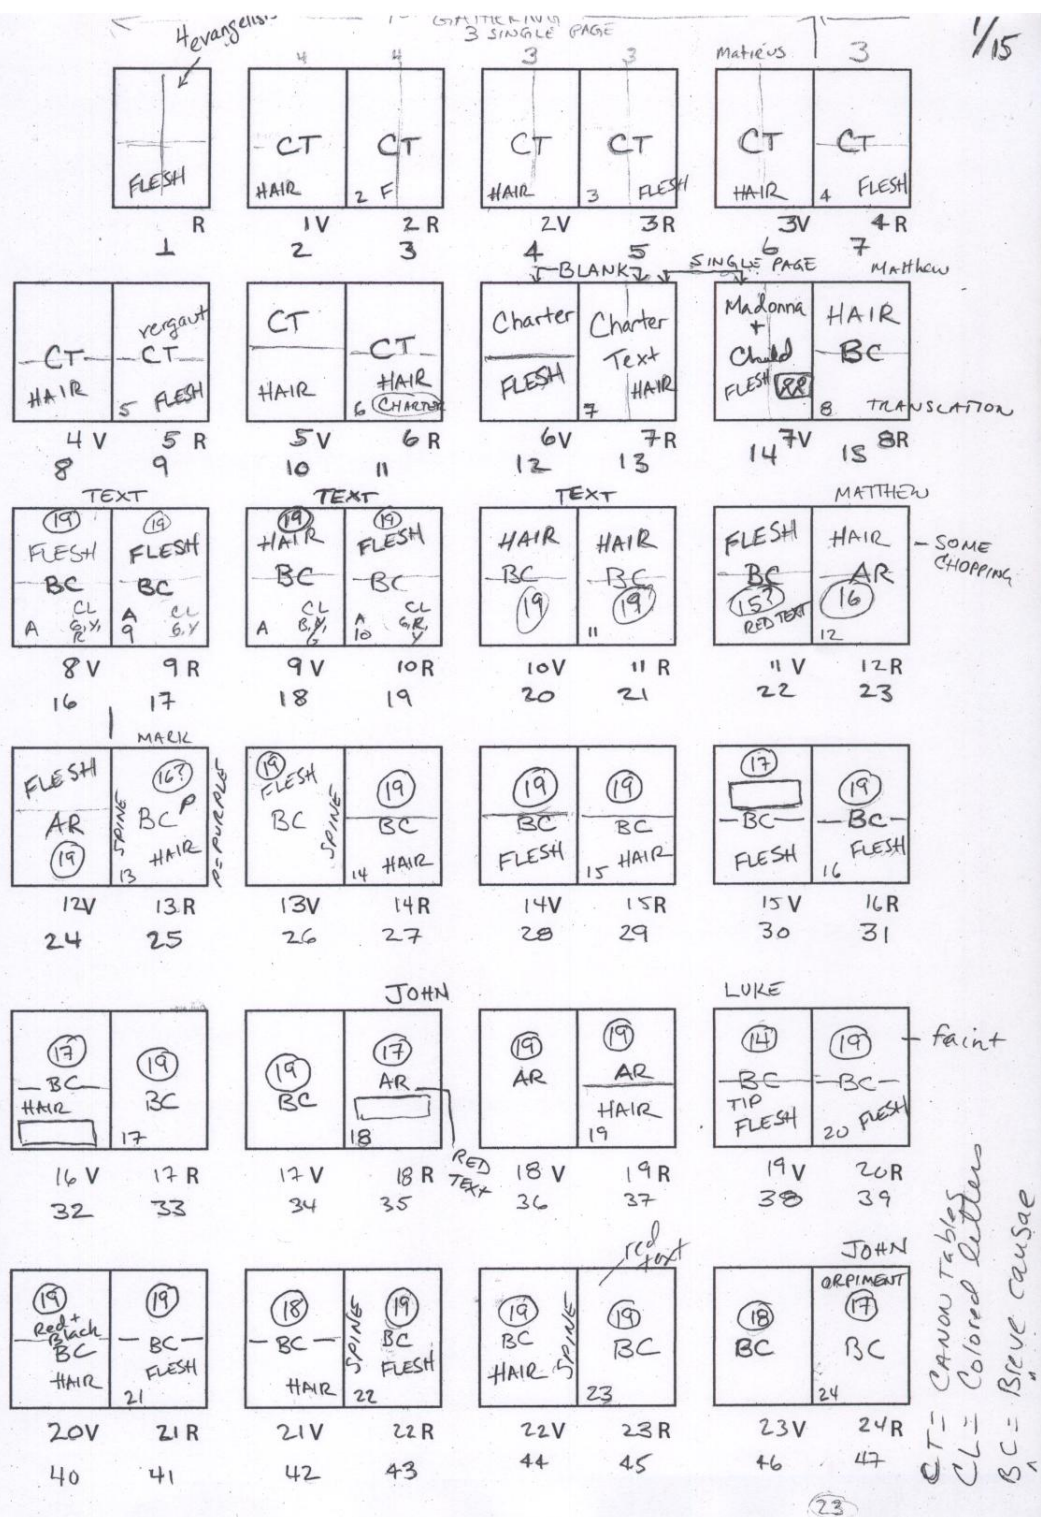 4 evangelists
GATHERING
3 SINGLE PAGE
1/15
4 4 3 3 Mattevs 3
CT CT CT CT CT CT
FLESH HAIR 2 F HAIR 3 FLESH HAIR 4 FLESH
R 1V 2R 2V 3R 3V 4R
1 2 3 4 5 6 7
BLANK SINGLE PAGE Matthew
CT vergaut CT CT CT Charter Charter Text Madonna + Child HAIR BC
HAIR 5 FLESH HAIR HAIR 6 CHARTER FLESH 7 HAIR FLESH 88 8 TRANSLATION
4V 5R 5V 6R 6V 7R 7V 8R
8 9 10 11 12 13 14 15
TEXT TEXT TEXT MATTHEW
19 19 19 19
FLESH FLESH HAIR FLESH HAIR HAIR FLESH HAIR - SOME CHOPPING
BC BC BC BC BC BC BC AR
19 19 15? 16
RED TEXT
A CL G,Y,R A 9 CL G,Y A CL B,Y,G A 10 CL G,R,Y 11 12
8V 9R 9V 10R 10V 11R 11V 12R
16 17 18 19 20 21 22 23
MARK
FLESH 16? 19 FLESH 19 19 19 17 19
AR SPINE BC P P=PURPLE BC SPINE BC BC BC BC BC
19 13 HAIR 14 HAIR FLESH 15 HAIR FLESH 16 FLESH
12V 13R 13V 14R 14V 15R 15V 16R
24 25 26 27 28 29 30 31
JOHN LUKE
17 19 19 17 19 19 14 19 - faint
BC BC BC AR AR AR BC BC
HAIR 17 18 19 HAIR TIP FLESH 20 FLESH
RED TEXT
16V 17R 17V 18R 18V 19R 19V 20R
32 33 34 35 36 37 38 39
red text JOHN
ORPIMENT
19 19 18 19 19 19 18 17
Red + Black
BC BC BC SPINE BC BC SPINE BC BC BC
HAIR 21 FLESH HAIR 22 FLESH HAIR 23 24
20V 21R 21V 22R 22V 23R 23V 24R
40 41 42 43 44 45 46 47
23
CT = CANON Tables
CL = Colored letters
BC = Breve causae